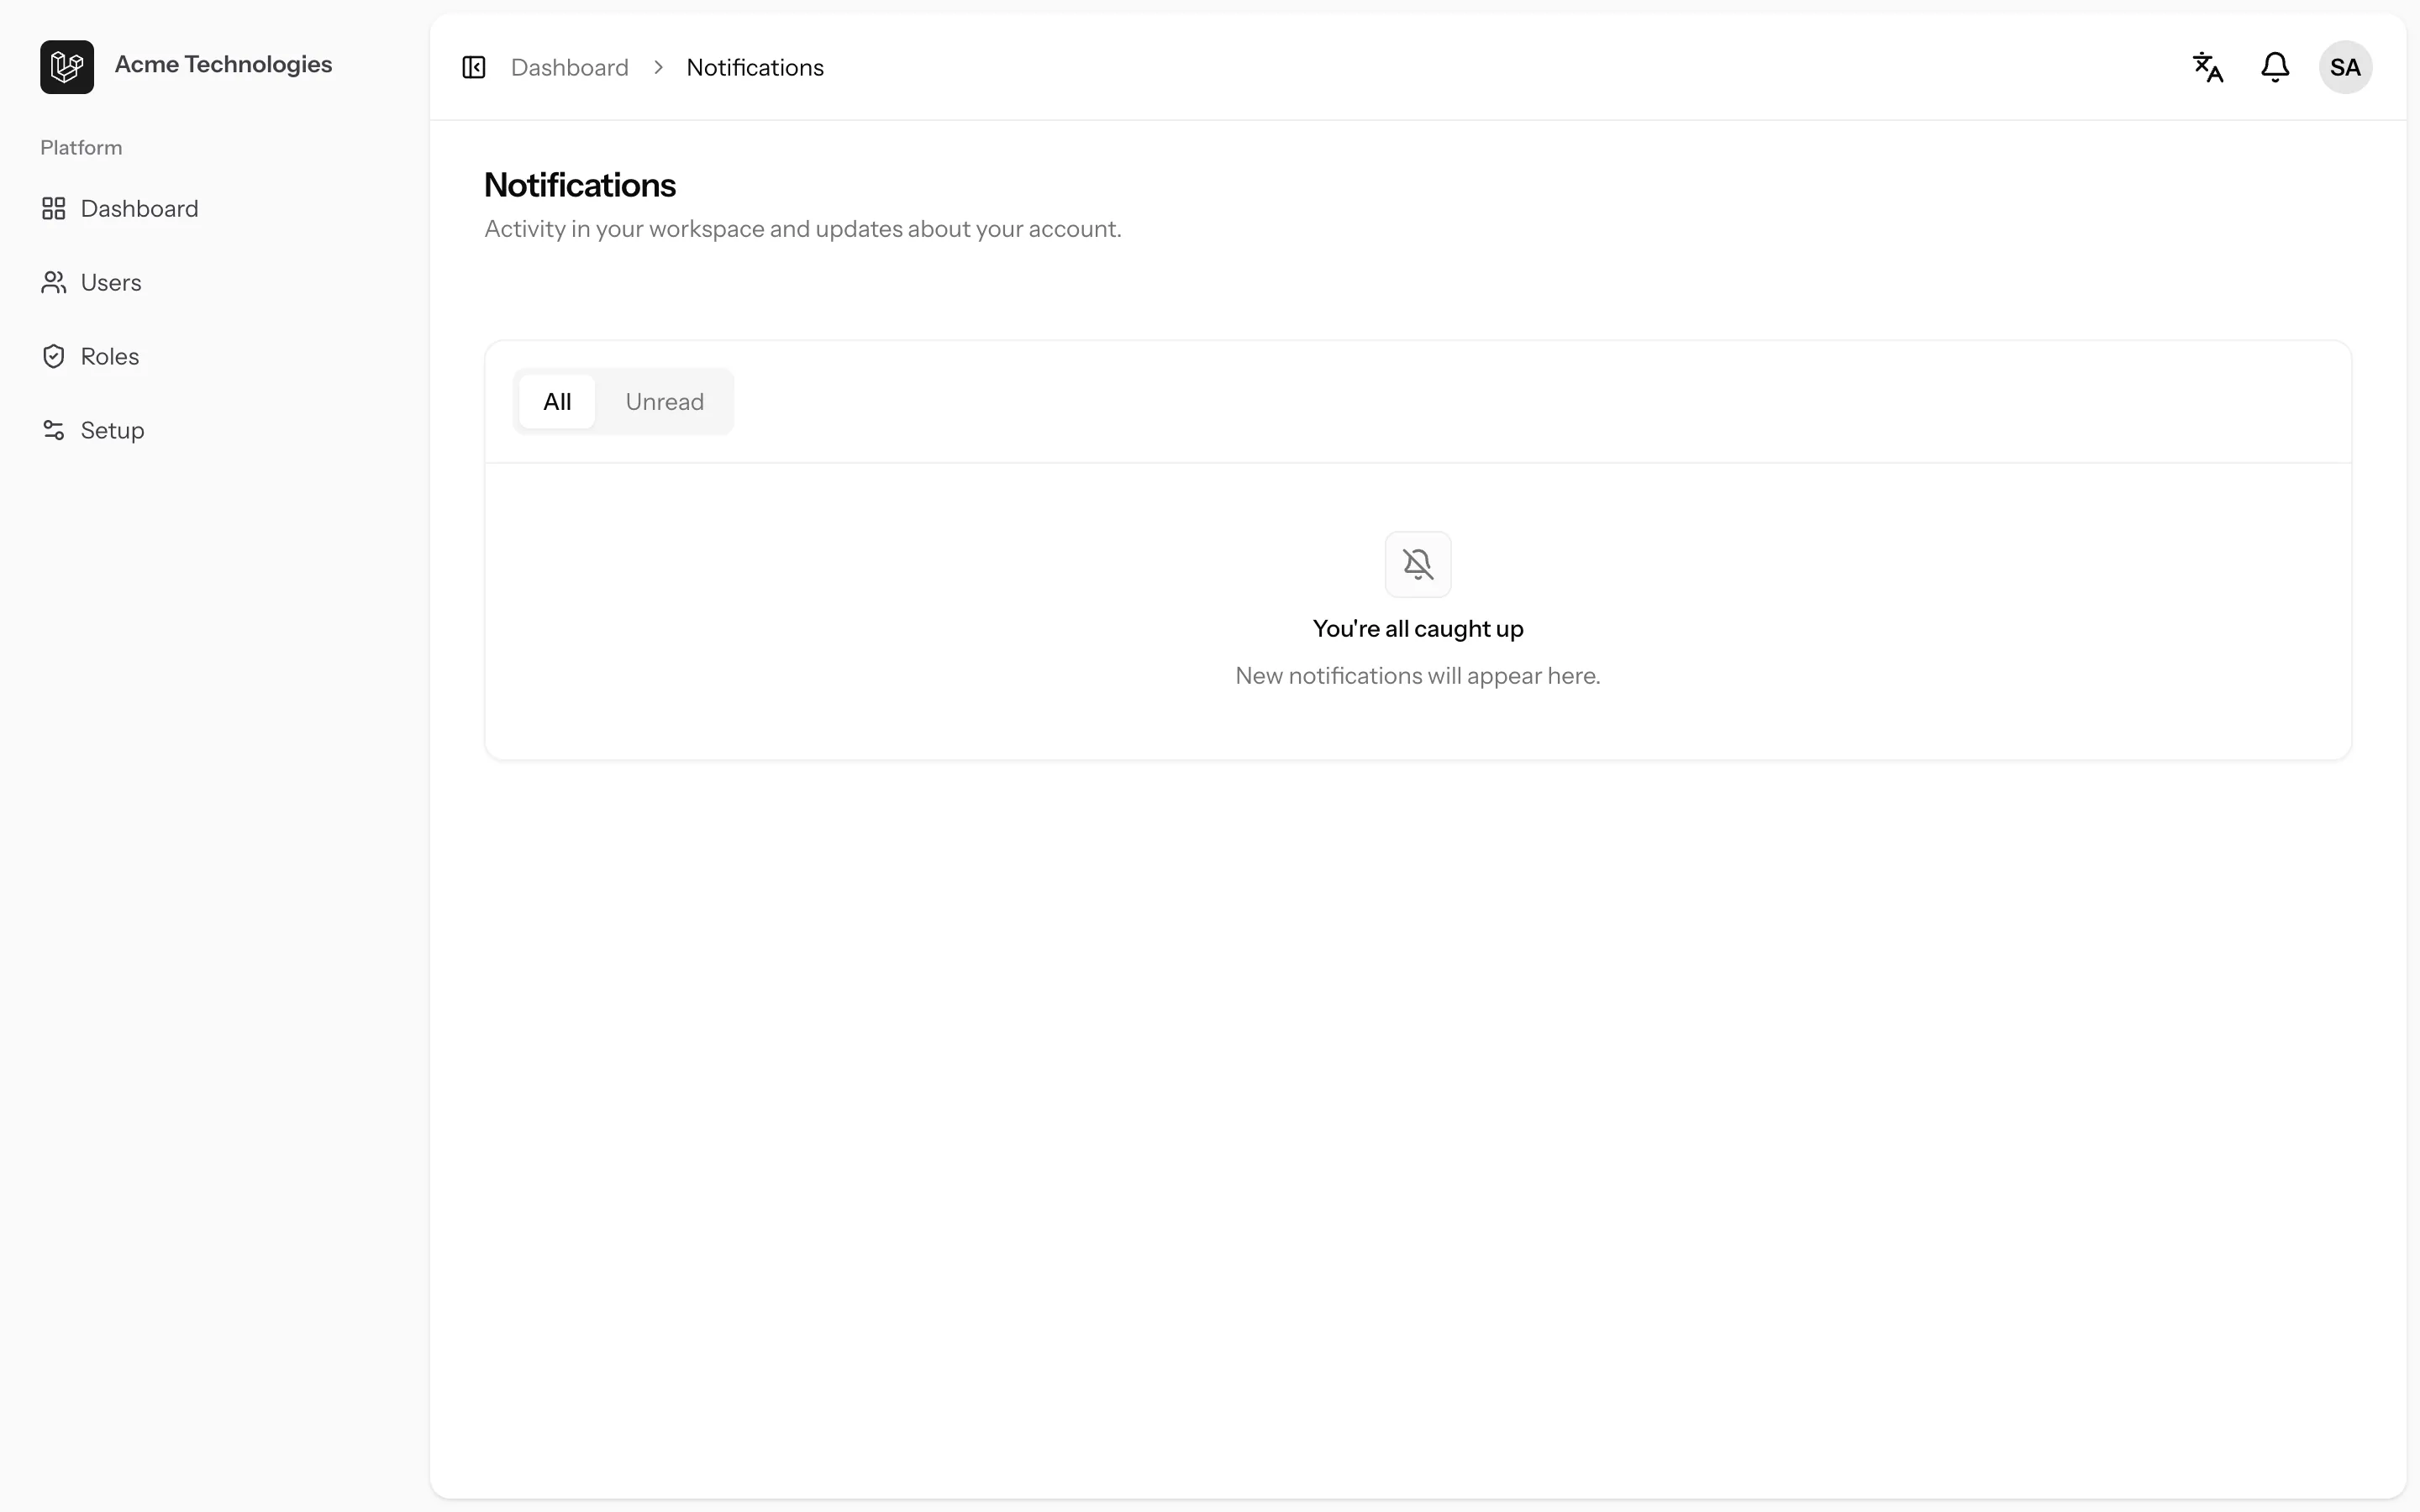 Acme Technologies
Platform
Dashboard
Users
Roles
Setup
Dashboard > Notifications
SA
Notifications
Activity in your workspace and updates about your account.
All Unread
You're all caught up
New notifications will appear here.